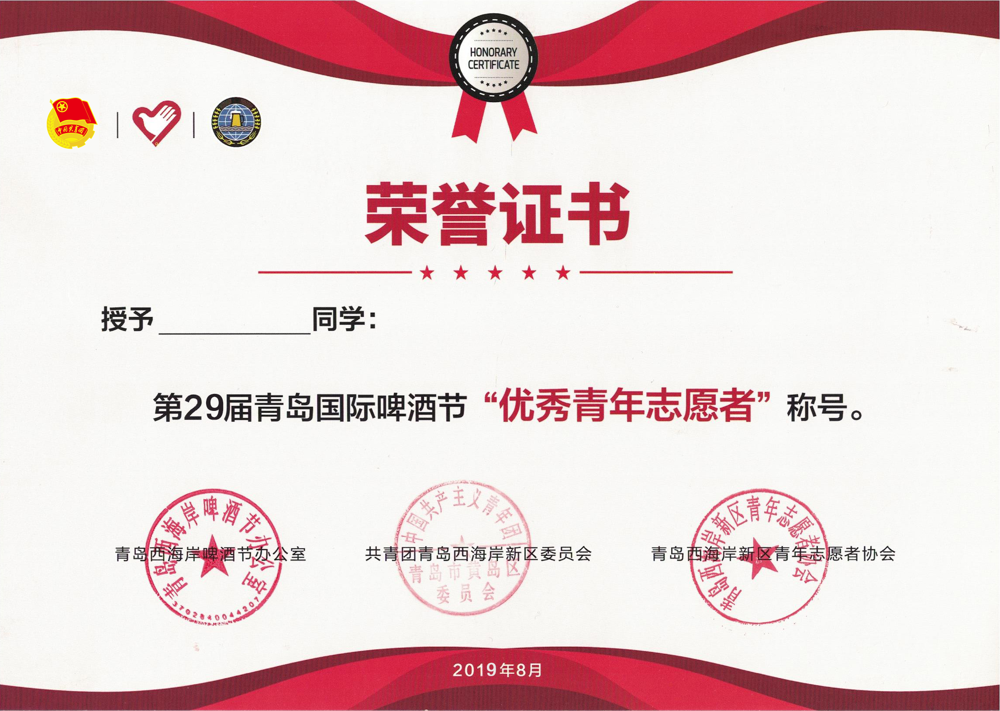 HONORARY
CERTIFICATE
中国共青团
荣誉证书
授予 同学：
第29届青岛国际啤酒节“优秀青年志愿者”称号。
青岛西海岸啤酒节办公室
3702840044207
青岛西海岸啤酒节办公室
中国共产主义青年团
共青团青岛西海岸新区委员会
青岛市黄岛区
委员会
青岛西海岸新区青年志愿者协会
青岛西海岸新区青年志愿者协会
2019年8月